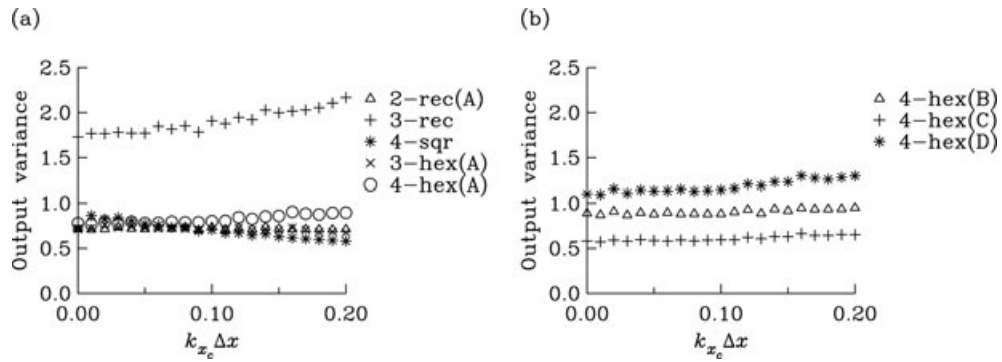 (a)
Output variance
2.5
2.0
1.5
1.0
0.5
0.0
0.00
0.10
0.20
k_{x_c} Δx
2-rec(A)
3-rec
4-sqr
3-hex(A)
4-hex(A)
(b)
Output variance
2.5
2.0
1.5
1.0
0.5
0.0
0.00
0.10
0.20
k_{x_c} Δx
4-hex(B)
4-hex(C)
4-hex(D)